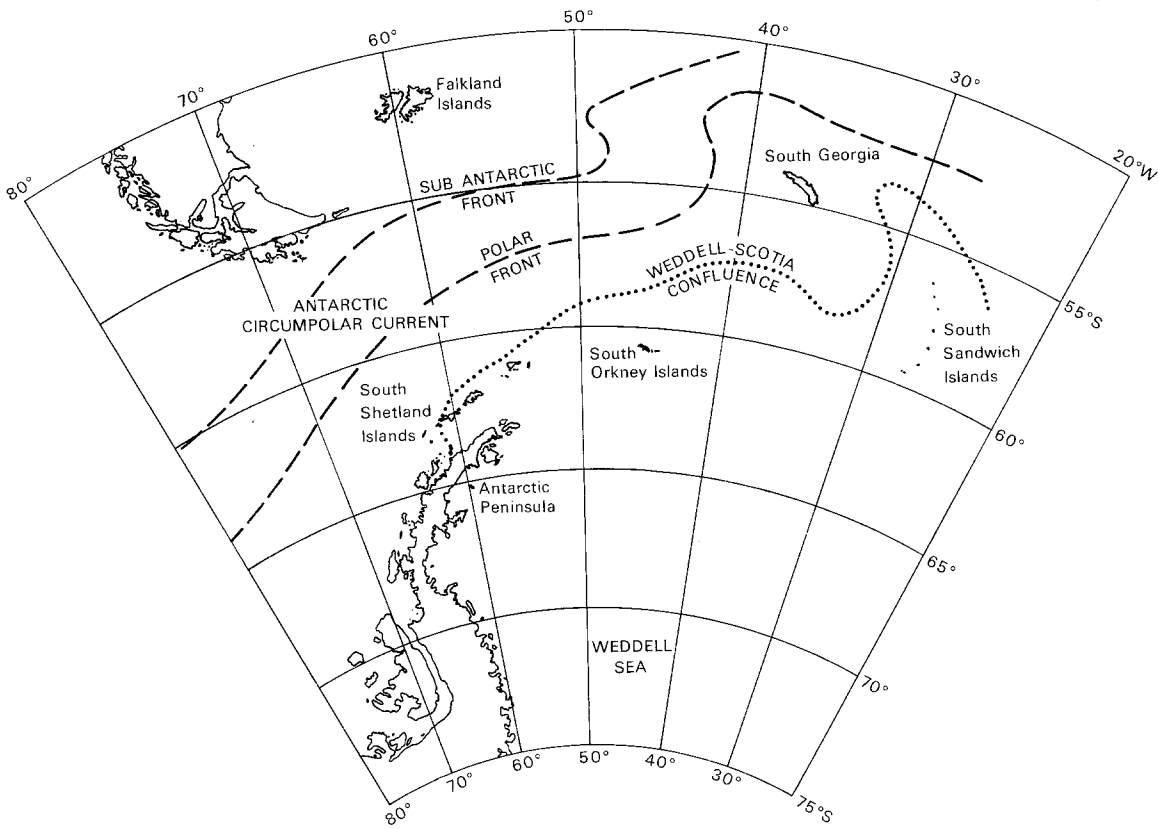 50°
60°
40°
70°
30°
80°
20°W
Falkland
Islands
South Georgia
SUB ANTARCTIC
FRONT
POLAR
FRONT
WEDDELL-SCOTIA
CONFLUENCE
ANTARCTIC
CIRCUMPOLAR CURRENT
55°S
South
Sandwich
Islands
South
Orkney Islands
South
Shetland
Islands
60°
Antarctic
Peninsula
65°
WEDDELL
SEA
70°
80°
70°
60°
50°
40°
30°
75°S